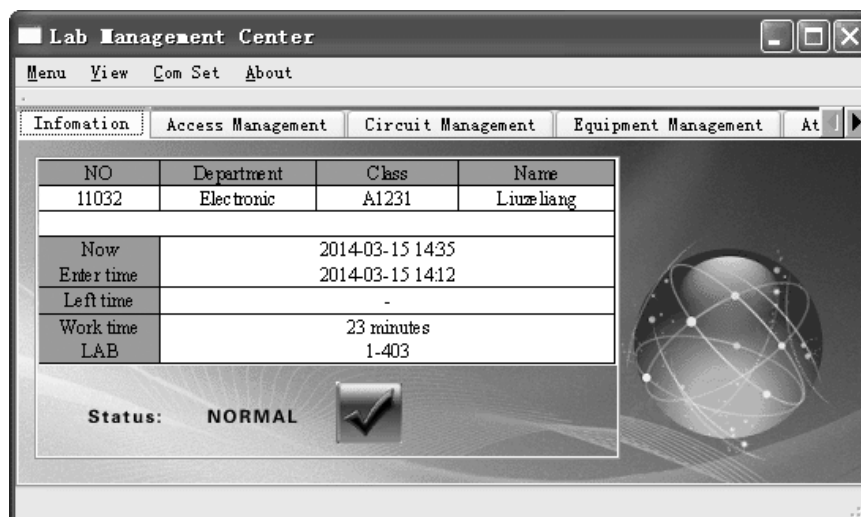 Lab Management Center
Menu View Com Set About
Infomation Access Management Circuit Management Equipment Management At
NO Department Class Name
11032 Electronic A1231 Liuzeliang
Now 2014-03-15 1435
Enter time 2014-03-15 14:12
Left time -
Work time 23 minutes
LAB 1-403
Status: NORMAL